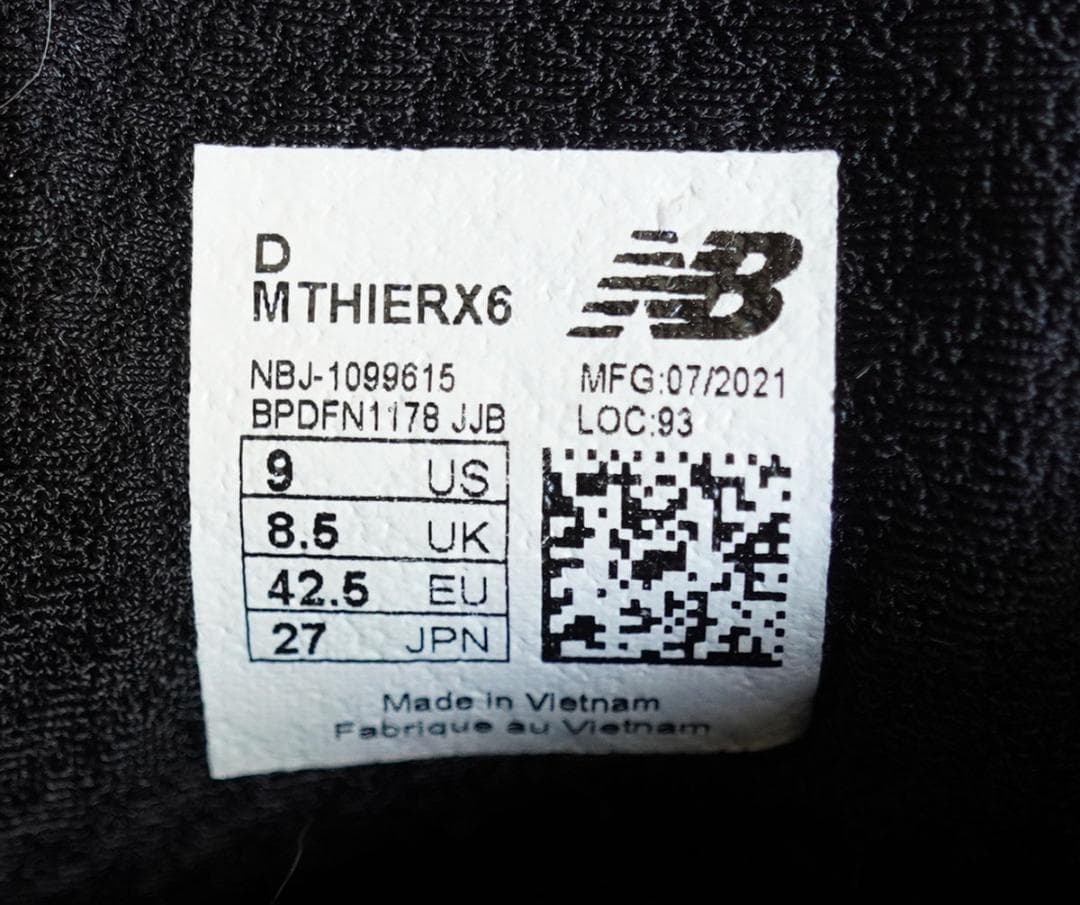 D
MTHIERX6
NB
NBJ-1099615
MFG:07/2021
BPDFN1178 JJB
LOC:93
9 US
8.5 UK
42.5 EU
27 JPN
Made in Vietnam
Fabrique au Vietnam